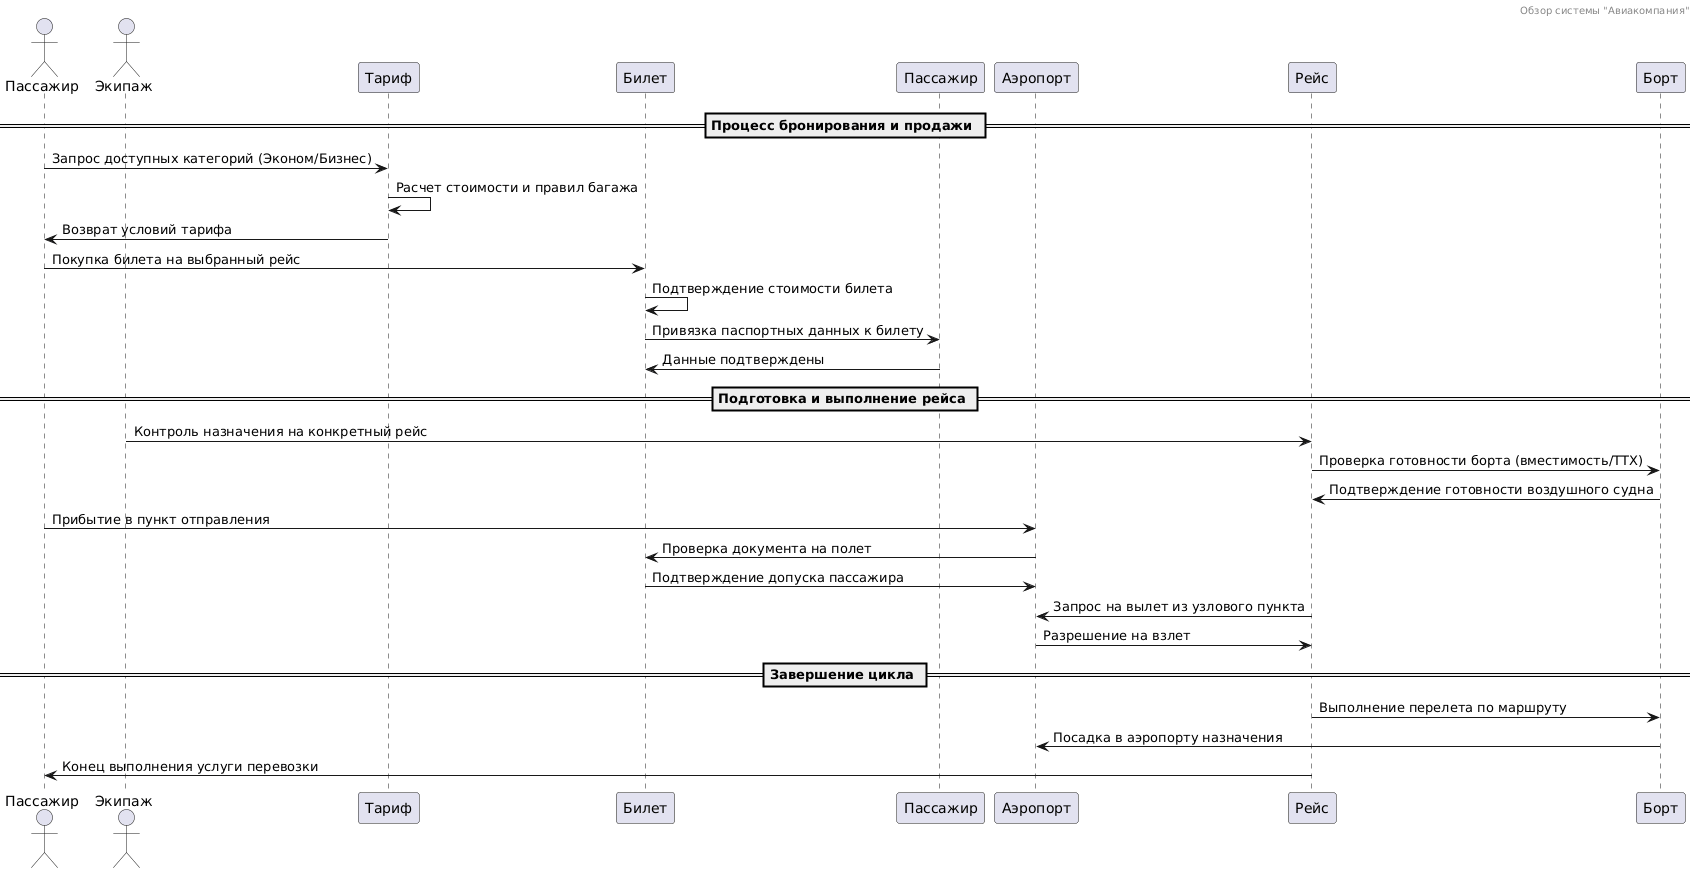 Обзор системы "Авиакомпания"
Пассажир
Экипаж
Тариф
Билет
Пассажир
Аэропорт
Рейс
Борт
Процесс бронирования и продажи
Запрос доступных категорий (Эконом/Бизнес)
Расчет стоимости и правил багажа
Возврат условий тарифа
Покупка билета на выбранный рейс
Подтверждение стоимости билета
Привязка паспортных данных к билету
Данные подтверждены
Подготовка и выполнение рейса
Контроль назначения на конкретный рейс
Проверка готовности борта (вместимость/ТТХ)
Подтверждение готовности воздушного судна
Прибытие в пункт отправления
Проверка документа на полет
Подтверждение допуска пассажира
Запрос на вылет из узлового пункта
Разрешение на взлет
Завершение цикла
Выполнение перелета по маршруту
Посадка в аэропорту назначения
Конец выполнения услуги перевозки
Пассажир
Экипаж
Тариф
Билет
Пассажир
Аэропорт
Рейс
Борт